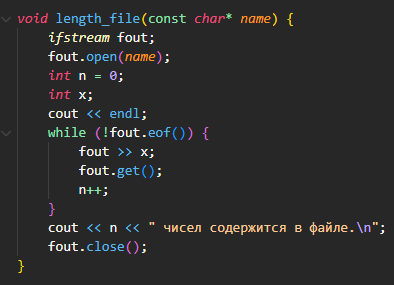 void length_file(const char* name) {
    ifstream fout;
    fout.open(name);
    int n = 0;
    int x;
    cout << endl;
    while (!fout.eof()) {
        fout >> x;
        fout.get();
        n++;
    }
    cout << n << " чисел содержится в файле.\n";
    fout.close();
}